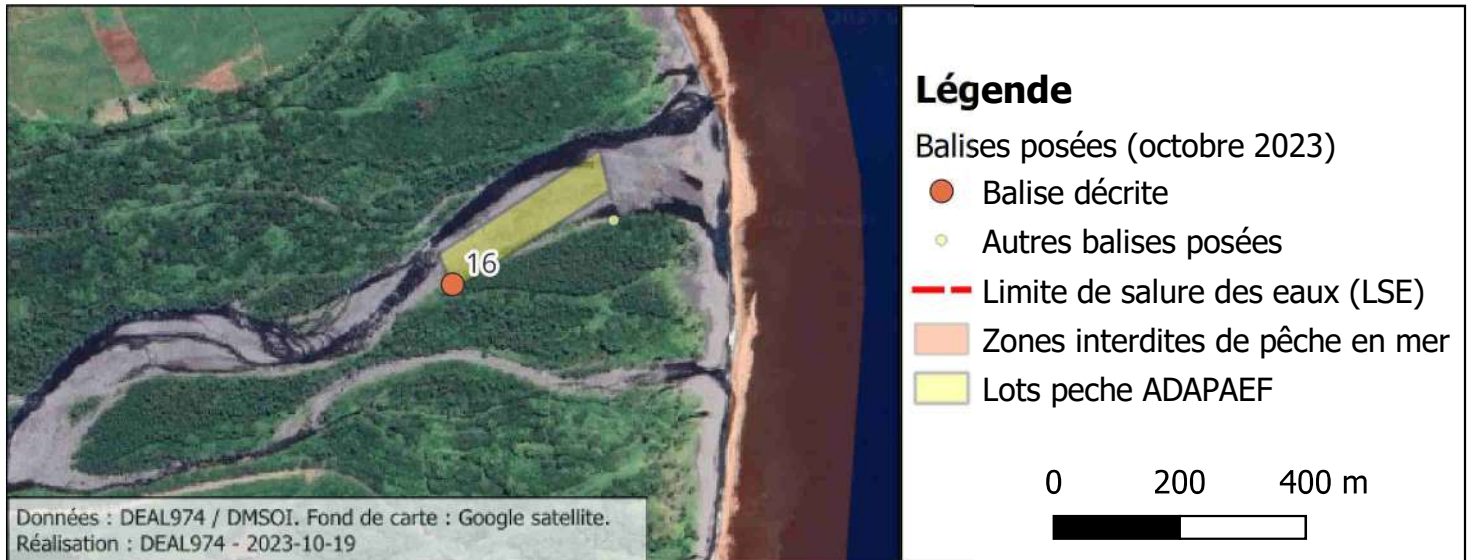 16
Données : DEAL974 / DMSOI. Fond de carte : Google satellite.
Réalisation : DEAL974 - 2023-10-19
Légende
Balises posées (octobre 2023)
Balise décrite
Autres balises posées
Limite de salure des eaux (LSE)
Zones interdites de pêche en mer
Lots peche ADAPAEF
0 200 400 m